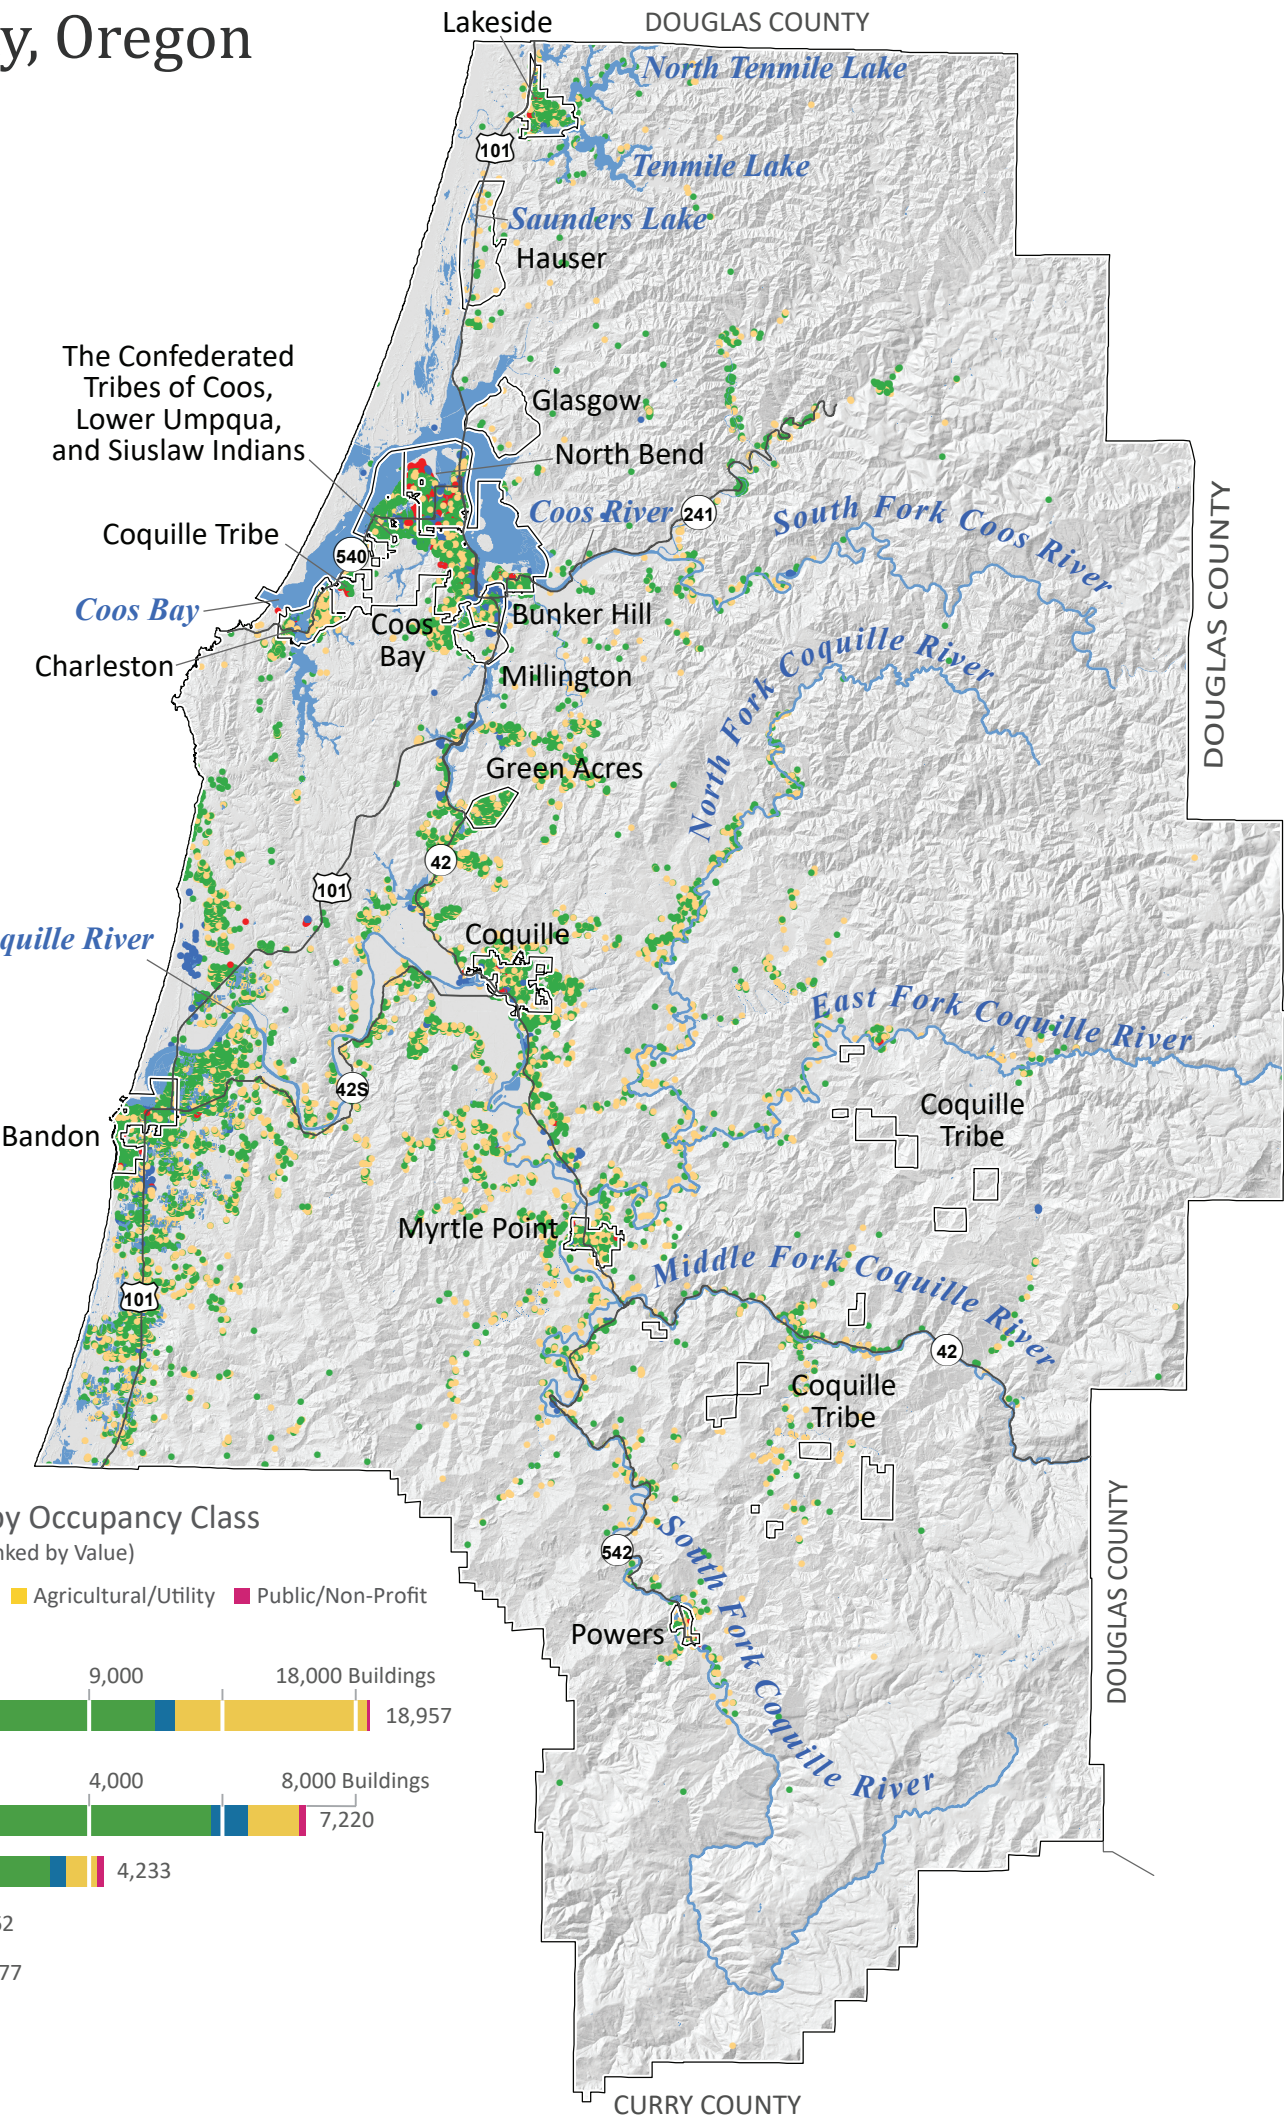 y, Oregon
Lakeside
DOUGLAS COUNTY
North Tenmile Lake
101
Tenmile Lake
Saunders Lake
Hauser
The Confederated
Tribes of Coos,
Lower Umpqua,
and Siuslaw Indians
Glasgow
North Bend
Coos River
241
South Fork Coos River
DOUGLAS COUNTY
Coquille Tribe
540
Coos Bay
Coos
Bay
Bunker Hill
Charleston
Millington
North Fork Coquille River
Green Acres
42
101
Coquille
quille River
East Fork Coquille River
42S
Coquille
Tribe
Bandon
Myrtle Point
Middle Fork Coquille River
101
42
Coquille
Tribe
DOUGLAS COUNTY
by Occupancy Class
nked by Value)
Agricultural/Utility
Public/Non-Profit
542
South Fork Coquille River
Powers
9,000
18,000 Buildings
18,957
4,000
8,000 Buildings
7,220
4,233
62
77
CURRY COUNTY